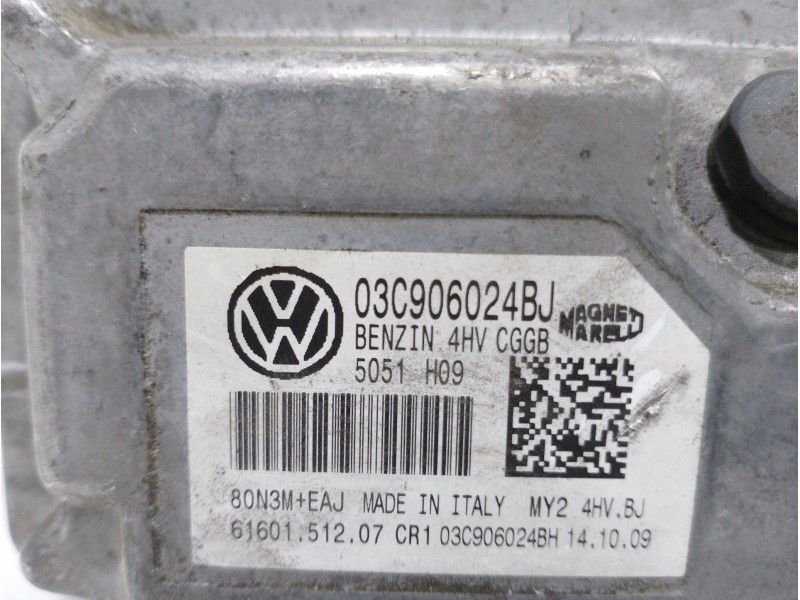 03C906024BJ
MAGNETI
MARELLI
BENZIN 4HV CGGB
5051 H09
80N3M+EAJ MADE IN ITALY MY2 4HV.BJ
61601.512.07 CR1 03C906024BH 14.10.09